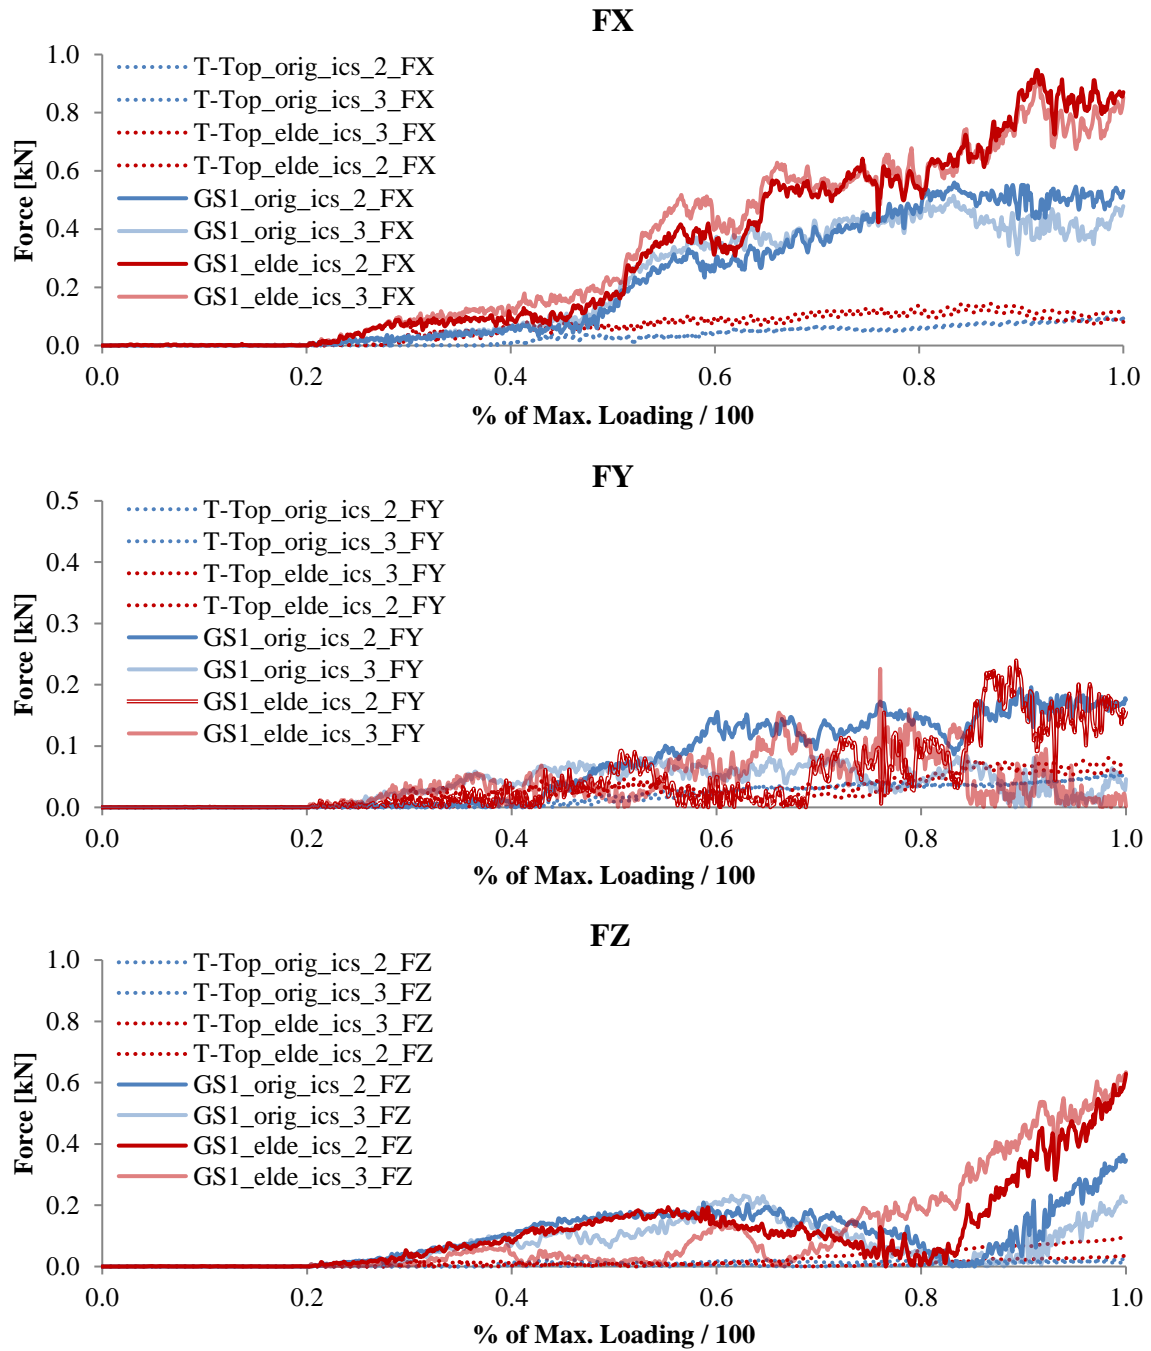 FX
1.0
0.8
0.6
0.4
0.2
0.0
Force [kN]
T-Top_orig_ics_2_FX
T-Top_orig_ics_3_FX
T-Top_elde_ics_3_FX
T-Top_elde_ics_2_FX
GS1_orig_ics_2_FX
GS1_orig_ics_3_FX
GS1_elde_ics_2_FX
GS1_elde_ics_3_FX
0.0 0.2 0.4 0.6 0.8 1.0
% of Max. Loading / 100
FY
0.5
0.4
0.3
0.2
0.1
0.0
Force [kN]
T-Top_orig_ics_2_FY
T-Top_orig_ics_3_FY
T-Top_elde_ics_3_FY
T-Top_elde_ics_2_FY
GS1_orig_ics_2_FY
GS1_orig_ics_3_FY
GS1_elde_ics_2_FY
GS1_elde_ics_3_FY
0.0 0.2 0.4 0.6 0.8 1.0
% of Max. Loading / 100
FZ
1.0
0.8
0.6
0.4
0.2
0.0
Force [kN]
T-Top_orig_ics_2_FZ
T-Top_orig_ics_3_FZ
T-Top_elde_ics_3_FZ
T-Top_elde_ics_2_FZ
GS1_orig_ics_2_FZ
GS1_orig_ics_3_FZ
GS1_elde_ics_2_FZ
GS1_elde_ics_3_FZ
0.0 0.2 0.4 0.6 0.8 1.0
% of Max. Loading / 100